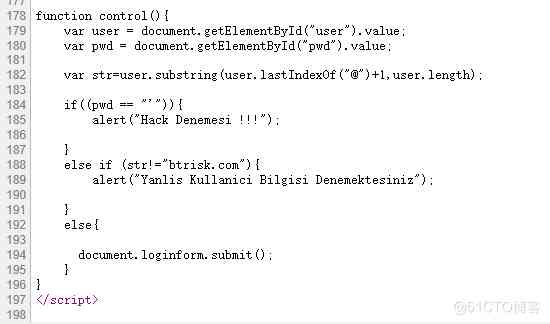 178 function control(){
179 var user = document.getElementById("user").value;
180 var pwd = document.getElementById("pwd").value;
181
182 var str=user.substring(user.lastIndexOf("@")+1,user.length);
183
184 if((pwd == "'")){
185 alert("Hack Denemesi !!!");
186
187 }
188 else if (str!="btrisk.com"){
189 alert("Yanlis Kullanici Bilgisi Denemektesiniz");
190
191 }
192 else{
193
194 document.loginform.submit();
195 }
196 }
197 </script>
198
@51CTO博客